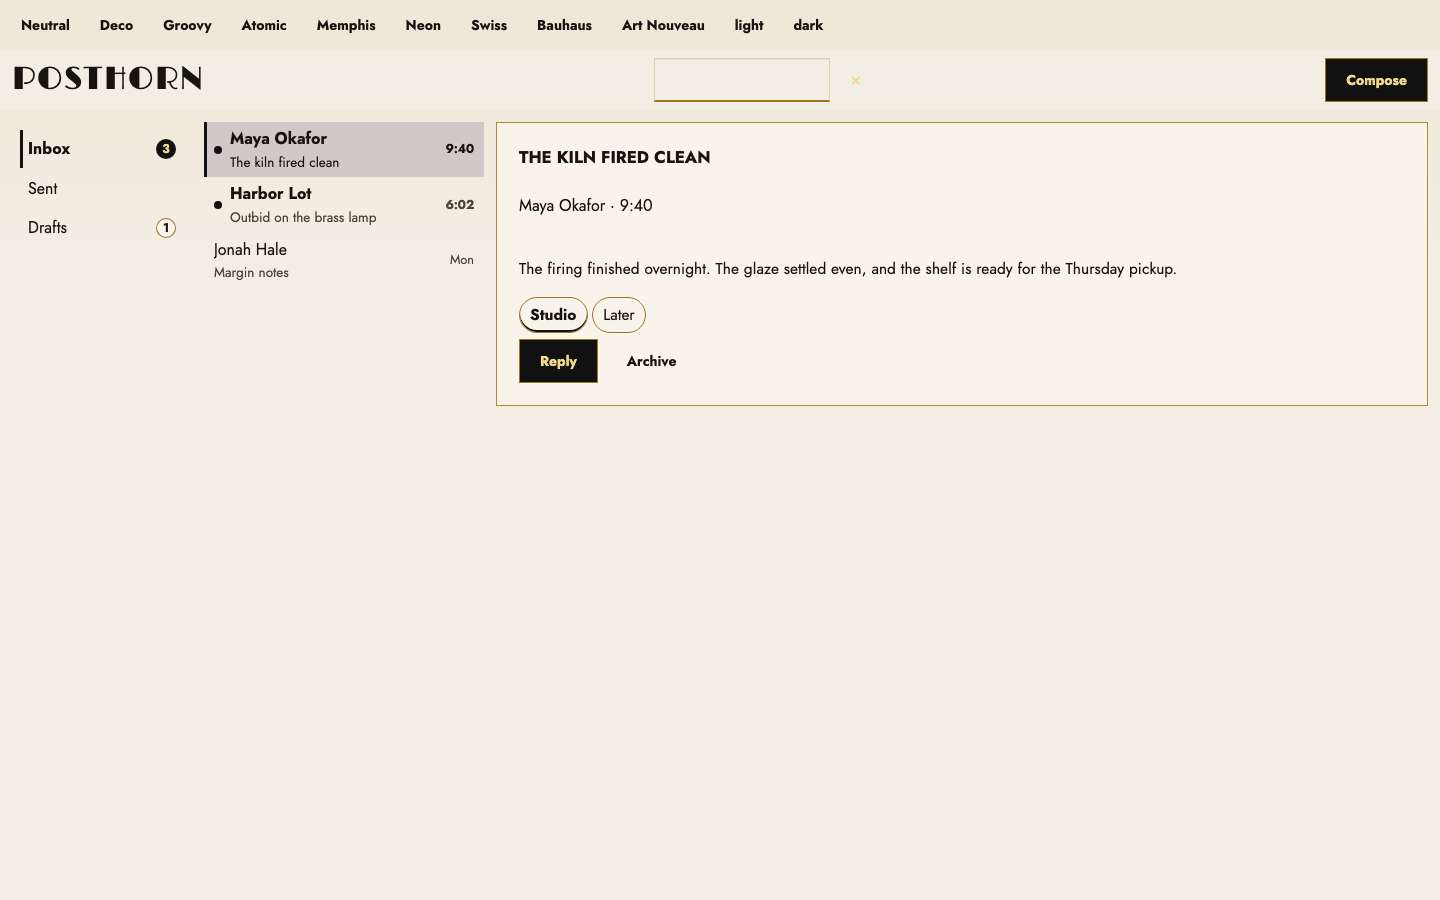 Neutral Deco Groovy Atomic Memphis Neon Swiss Bauhaus Art Nouveau light dark
POSTHORN
×
Compose
Inbox 3
Sent
Drafts 1
Maya Okafor
The kiln fired clean
9:40
Harbor Lot
Outbid on the brass lamp
6:02
Jonah Hale
Margin notes
Mon
THE KILN FIRED CLEAN
Maya Okafor · 9:40
The firing finished overnight. The glaze settled even, and the shelf is ready for the Thursday pickup.
Studio Later
Reply Archive